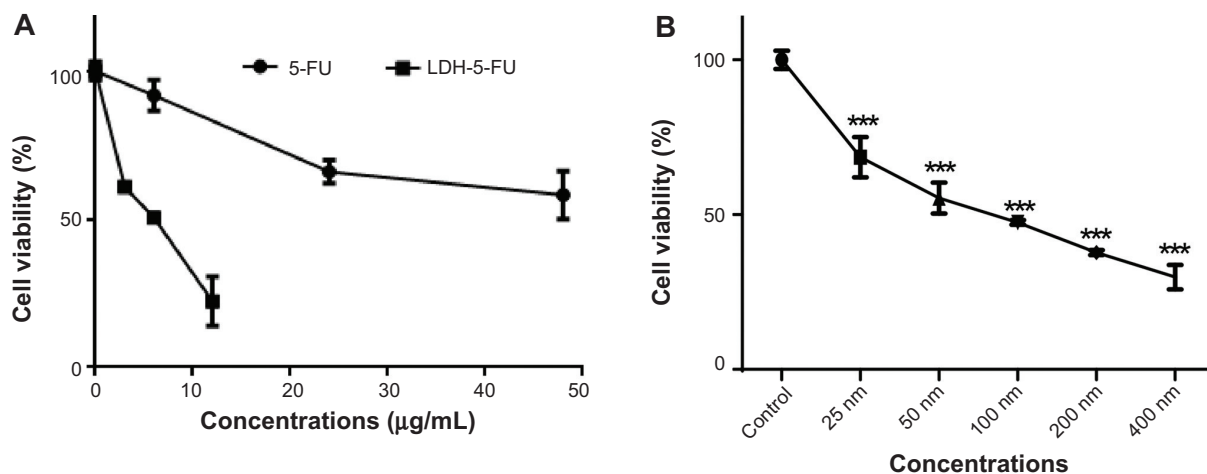 A
5-FU
LDH-5-FU
Cell viability (%)
100
50
0
0
10
20
30
40
50
Concentrations (μg/mL)
B
Cell viability (%)
100
50
0
***
***
***
***
***
Control
25 nm
50 nm
100 nm
200 nm
400 nm
Concentrations